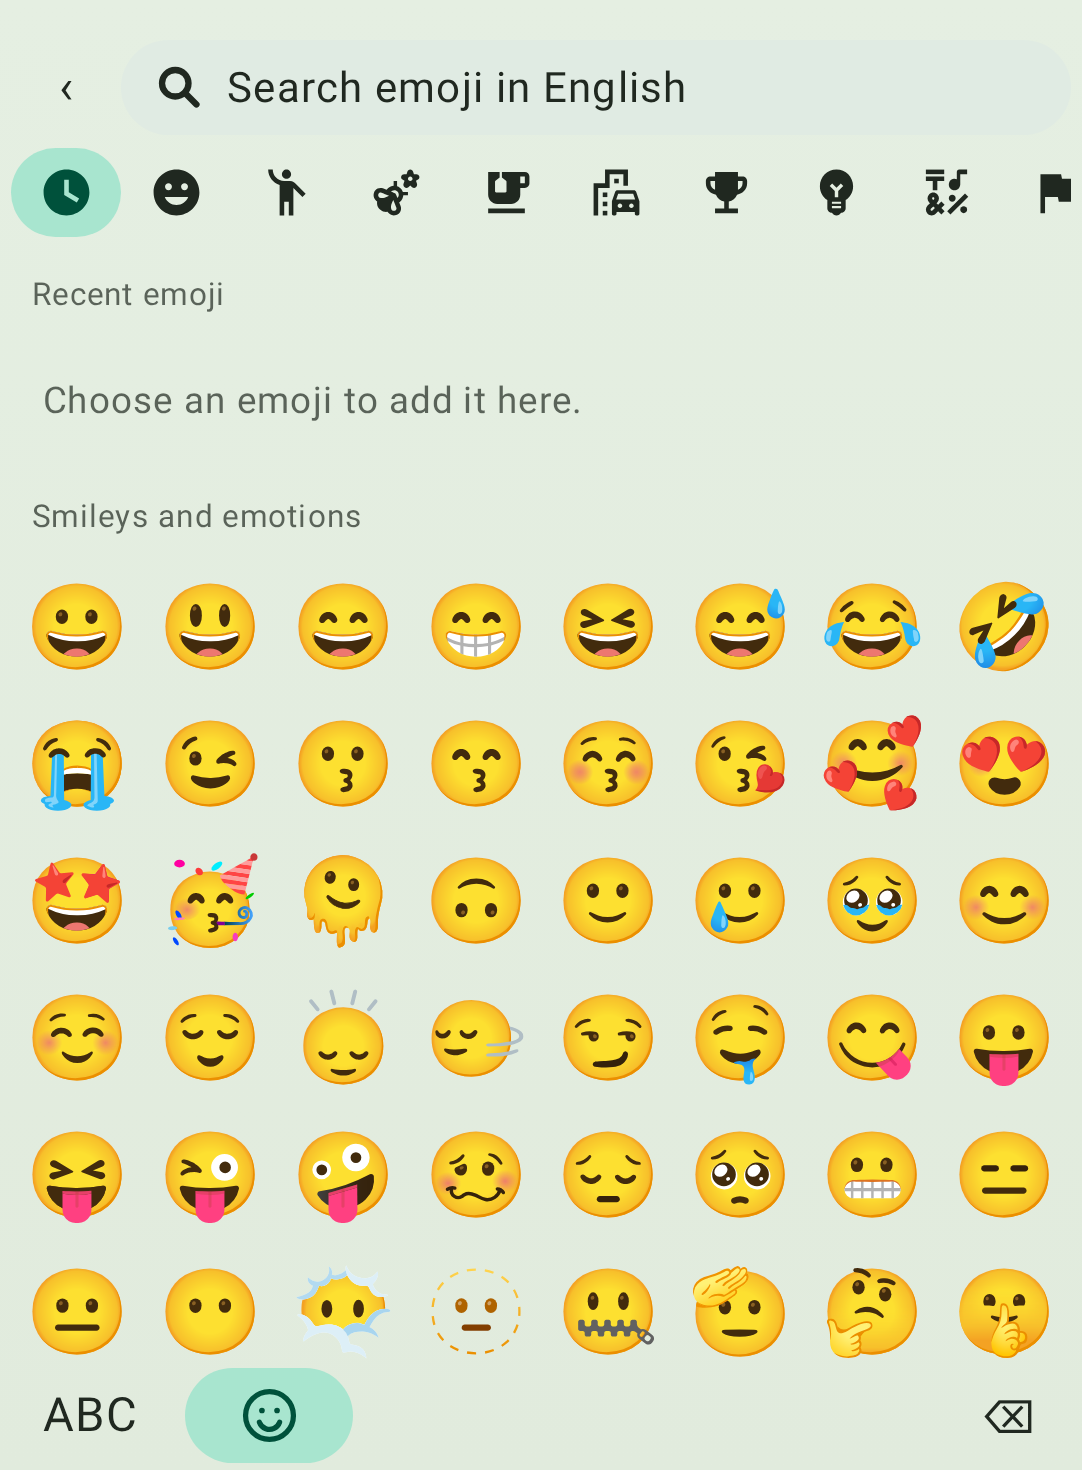 Search emoji in English
Recent emoji
Choose an emoji to add it here.
Smileys and emotions
ABC